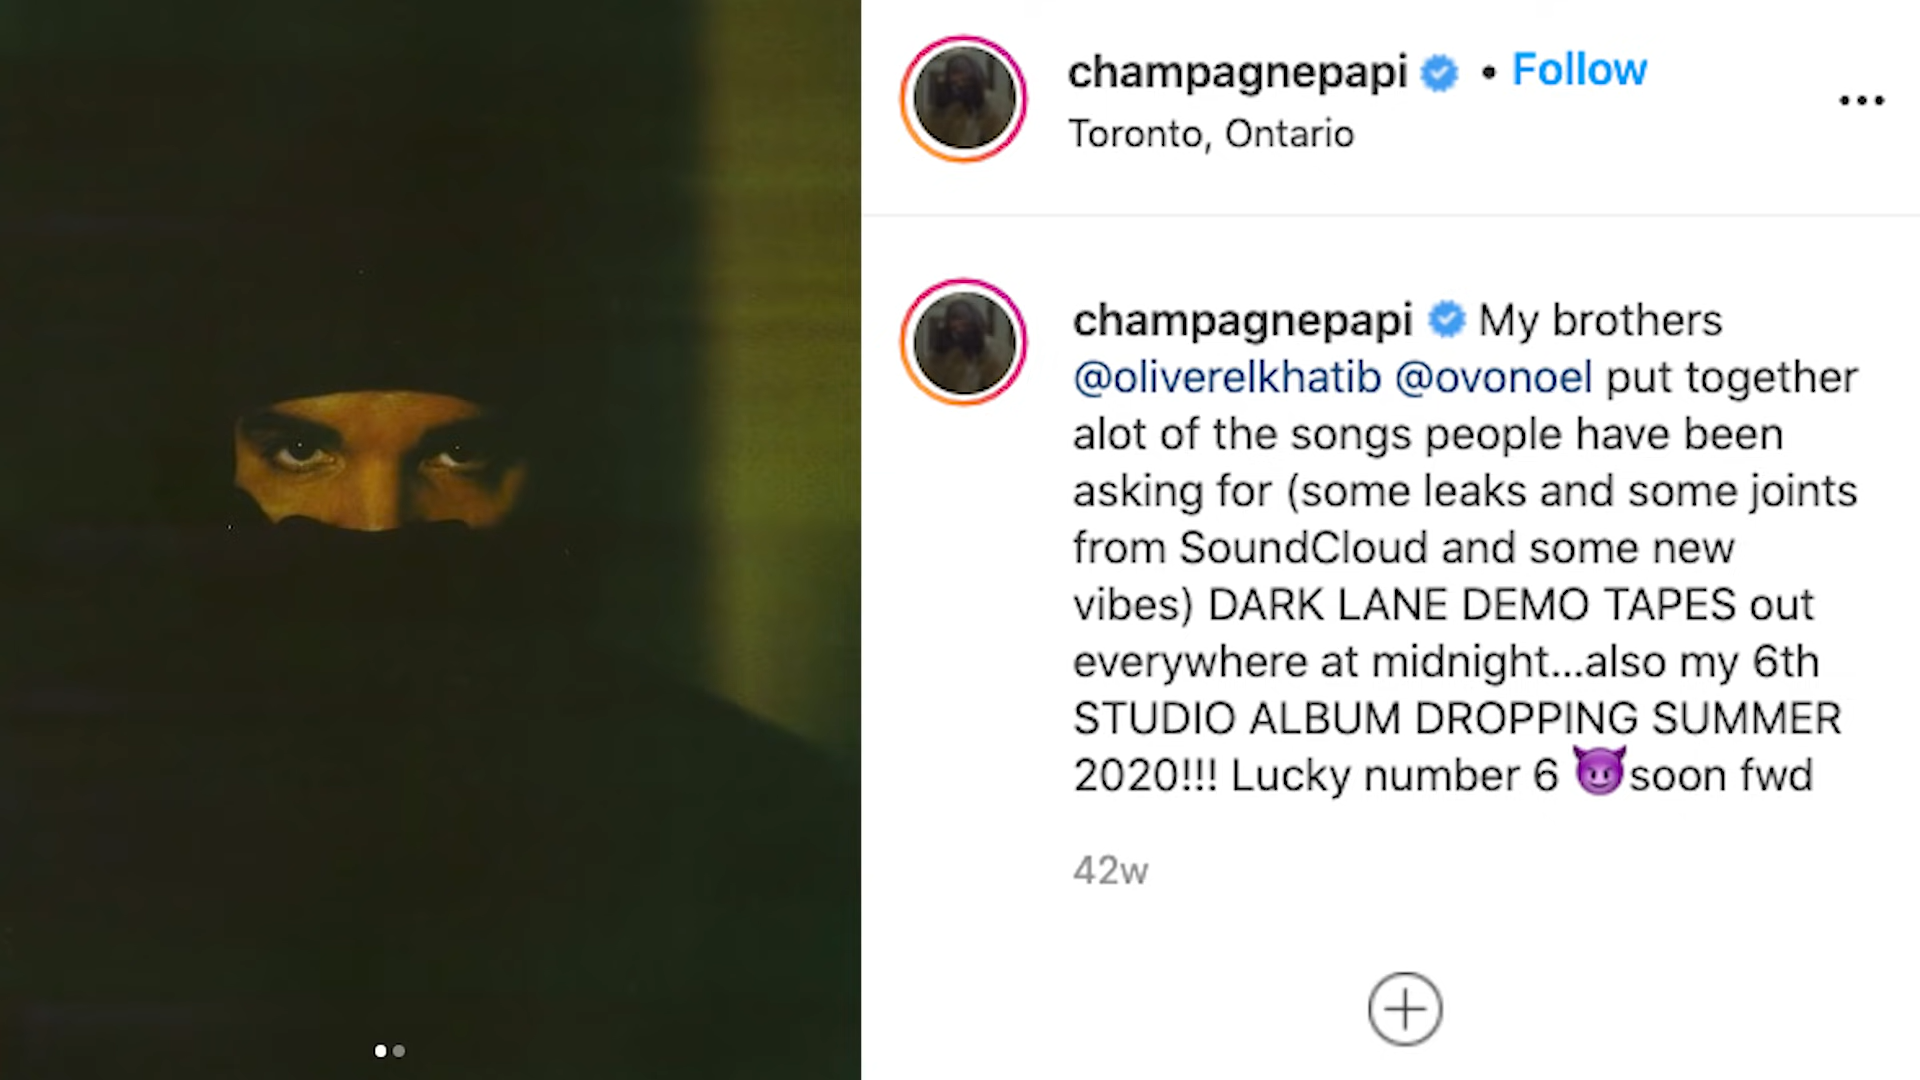 champagnepapi • Follow
Toronto, Ontario
champagnepapi My brothers
@oliverelkhatib @ovonoel put together
alot of the songs people have been
asking for (some leaks and some joints
from SoundCloud and some new
vibes) DARK LANE DEMO TAPES out
everywhere at midnight...also my 6th
STUDIO ALBUM DROPPING SUMMER
2020!!! Lucky number 6 😈soon fwd
42w